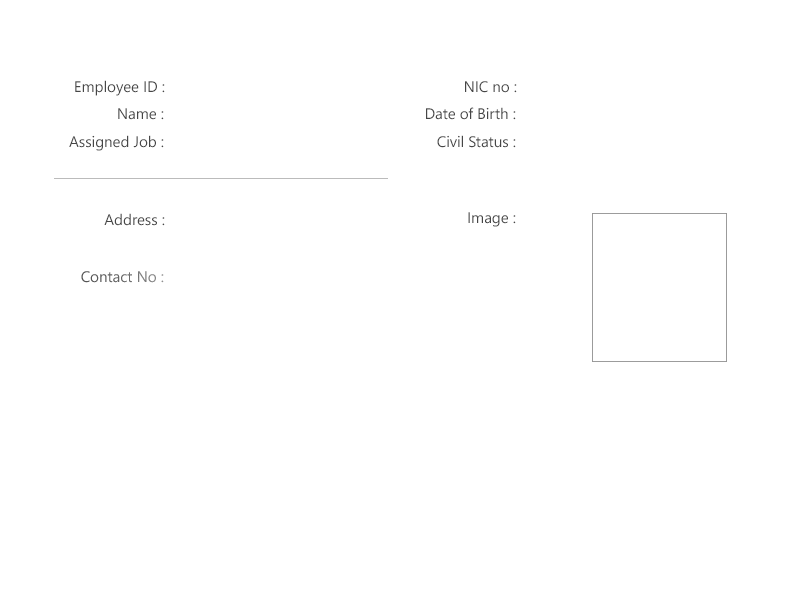 Employee ID :
Name :
Assigned Job :
NIC no :
Date of Birth :
Civil Status :
Address :
Contact No :
Image :